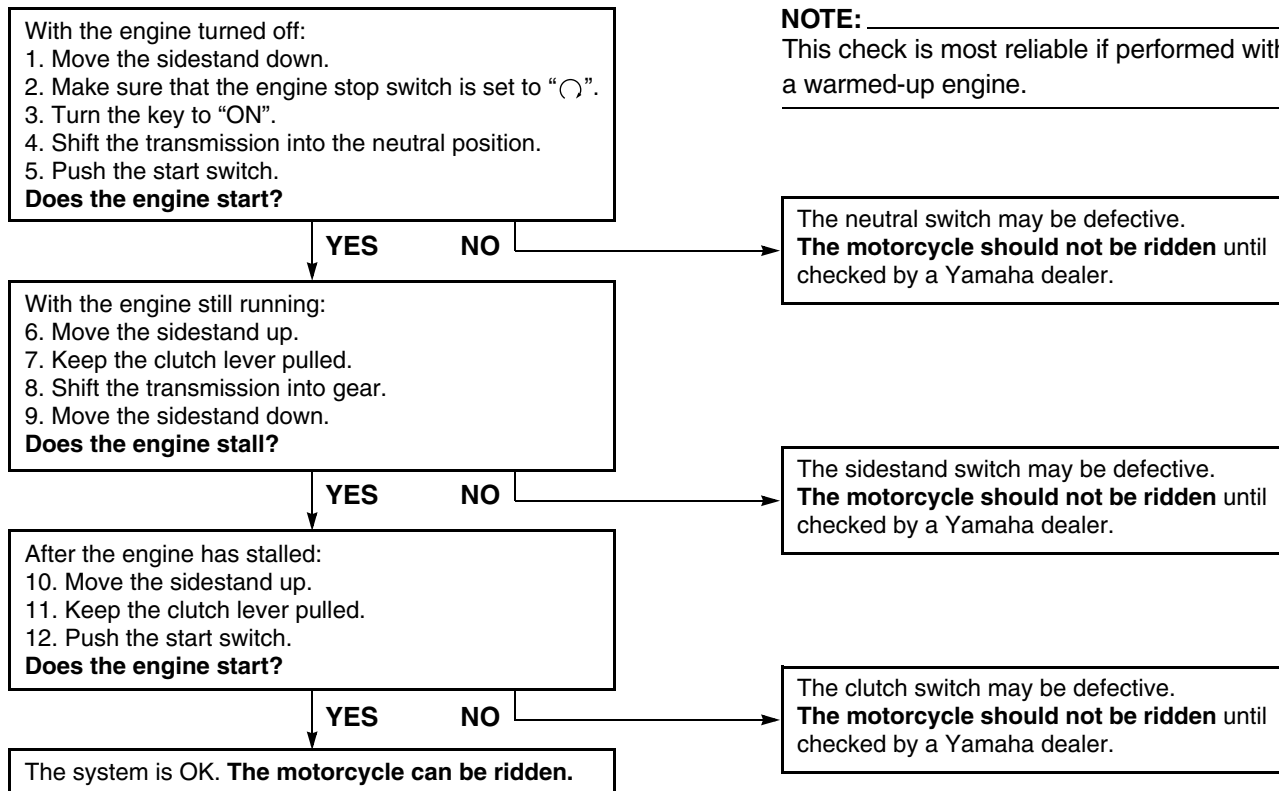 With the engine turned off:
1. Move the sidestand down.
2. Make sure that the engine stop switch is set to “ ”.
3. Turn the key to “ON”.
4. Shift the transmission into the neutral position.
5. Push the start switch.
Does the engine start?
NOTE:
This check is most reliable if performed with
a warmed-up engine.
YES NO
The neutral switch may be defective.
The motorcycle should not be ridden until
checked by a Yamaha dealer.
With the engine still running:
6. Move the sidestand up.
7. Keep the clutch lever pulled.
8. Shift the transmission into gear.
9. Move the sidestand down.
Does the engine stall?
YES NO
The sidestand switch may be defective.
The motorcycle should not be ridden until
checked by a Yamaha dealer.
After the engine has stalled:
10. Move the sidestand up.
11. Keep the clutch lever pulled.
12. Push the start switch.
Does the engine start?
YES NO
The clutch switch may be defective.
The motorcycle should not be ridden until
checked by a Yamaha dealer.
The system is OK. The motorcycle can be ridden.